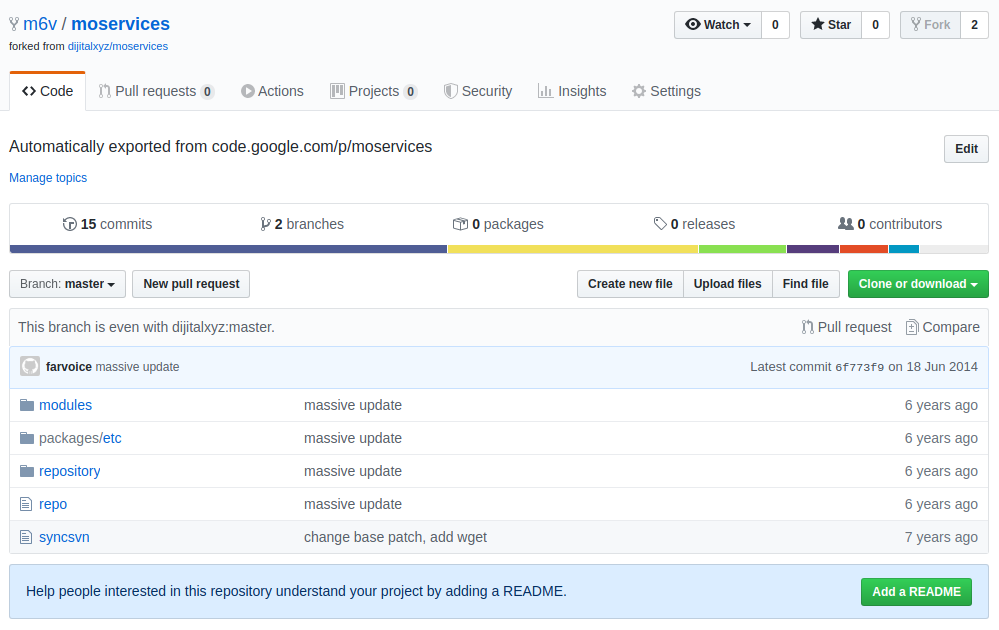 m6v / moservices
Watch 0 Star 0 Fork 2
forked from dijitalxyz/moservices
Code Pull requests 0 Actions Projects 0 Security Insights Settings
Automatically exported from code.google.com/p/moservices
Edit
Manage topics
15 commits 2 branches 0 packages 0 releases 0 contributors
Branch: master New pull request Create new file Upload files Find file Clone or download
This branch is even with dijitalxyz:master. Pull request Compare
farvoice massive update Latest commit 6f773f9 on 18 Jun 2014
modules massive update 6 years ago
packages/etc massive update 6 years ago
repository massive update 6 years ago
repo massive update 6 years ago
syncsvn change base patch, add wget 7 years ago
Help people interested in this repository understand your project by adding a README. Add a README